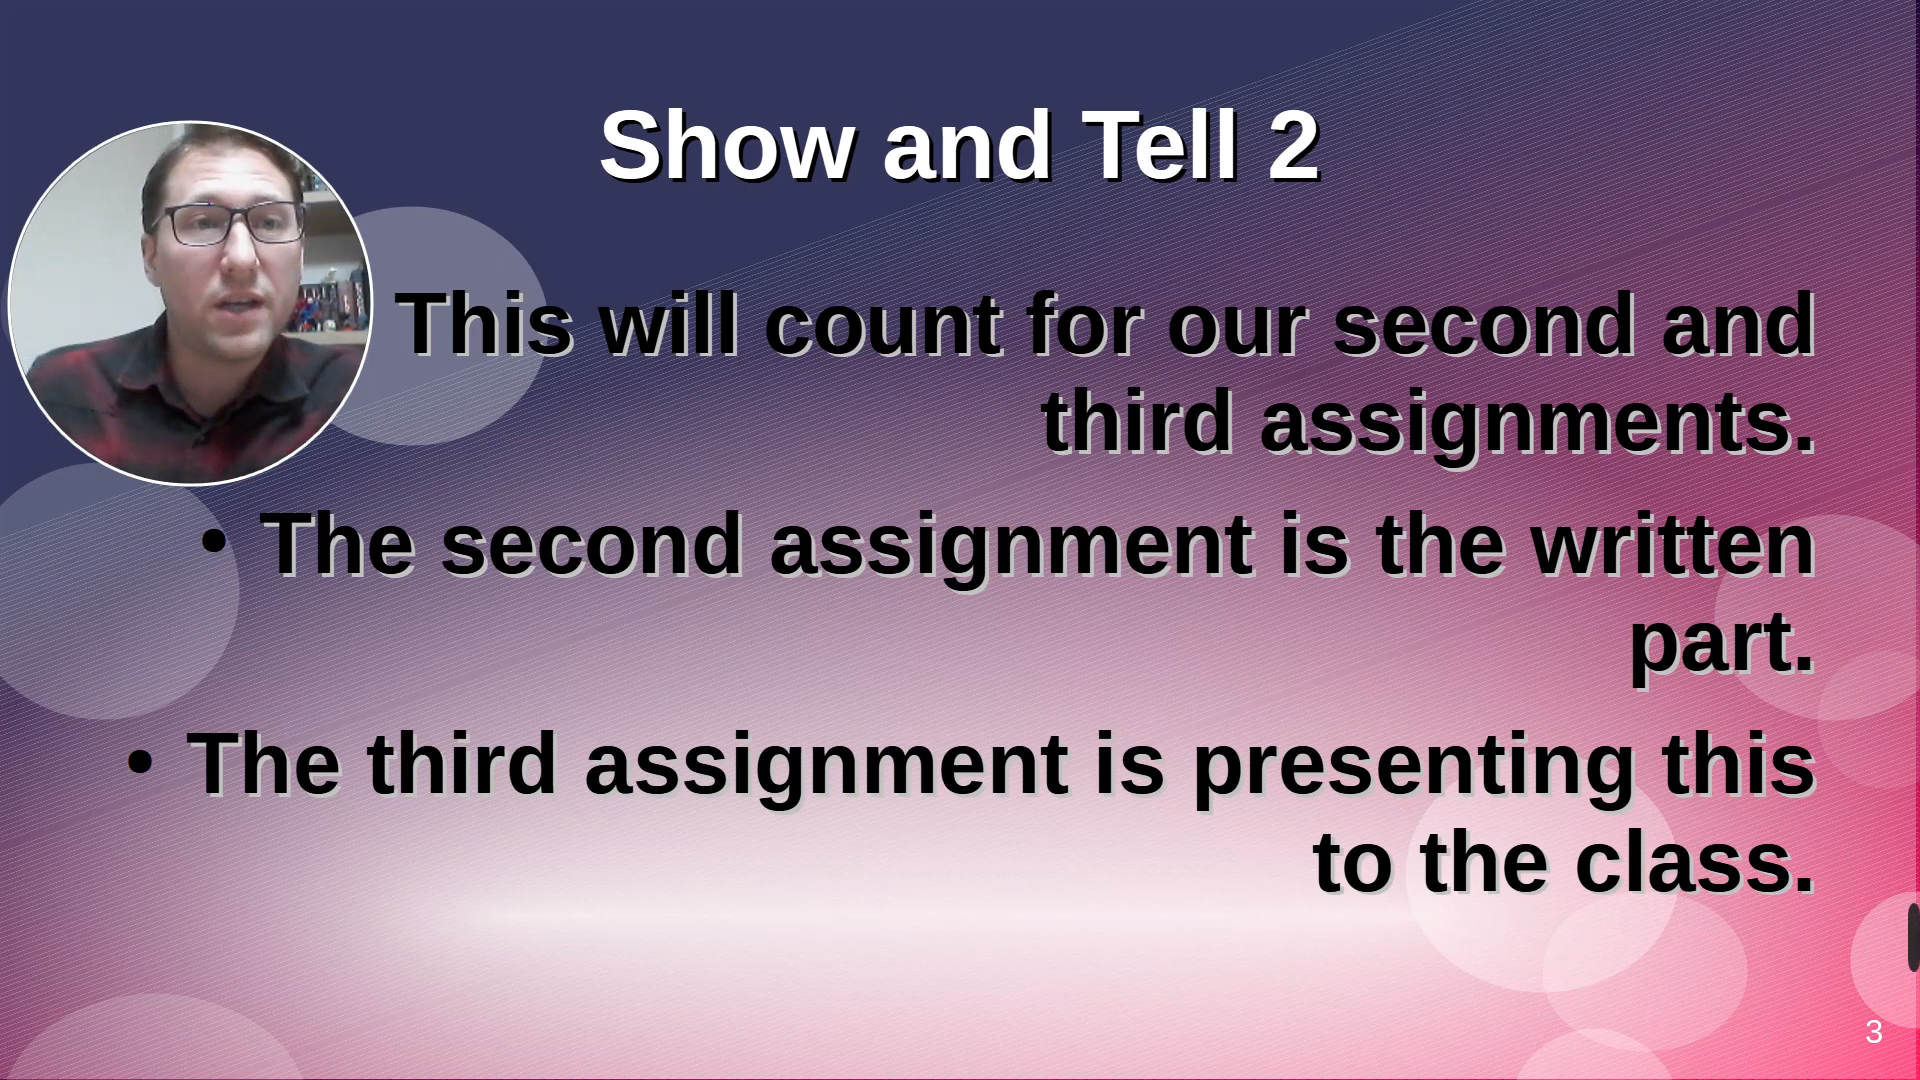 Show and Tell 2
This will count for our second and
third assignments.
• The second assignment is the written
part.
• The third assignment is presenting this
to the class.
3